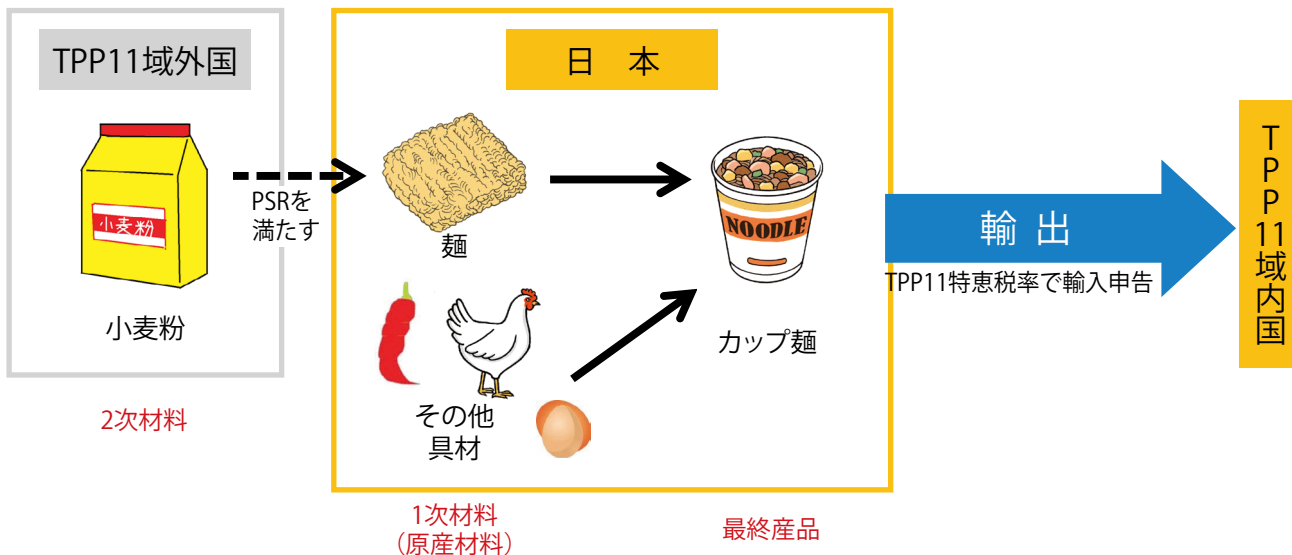 TPP11域外国
小麦粉
小麦粉
2次材料
PSRを
満たす
日 本
麺
その他
具材
1次材料
（原産材料）
NOODLE
カップ麺
最終産品
輸 出
TPP11特恵税率で輸入申告
TPP11域内国